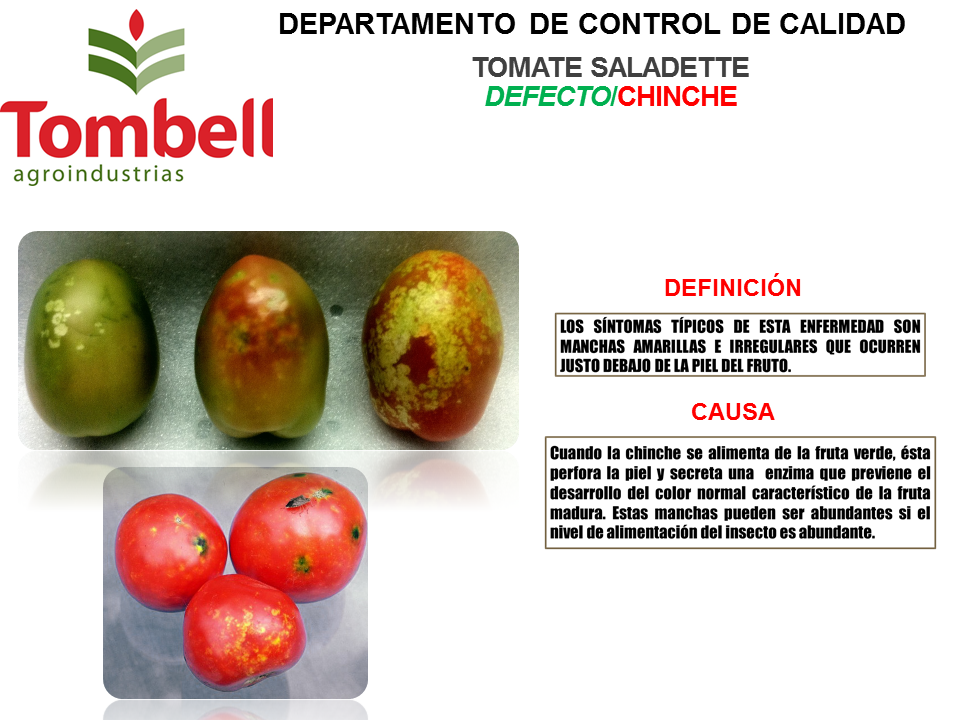 DEPARTAMENTO DE CONTROL DE CALIDAD
TOMATE SALADETTE
DEFECTO/CHINCHE
Tombell
agroindustrias
DEFINICIÓN
LOS SÍNTOMAS TÍPICOS DE ESTA ENFERMEDAD SON
MANCHAS AMARILLAS E IRREGULARES QUE OCURREN
JUSTO DEBAJO DE LA PIEL DEL FRUTO.
CAUSA
Cuando la chinche se alimenta de la fruta verde, ésta
perfora la piel y secreta una enzima que previene el
desarrollo del color normal característico de la fruta
madura. Estas manchas pueden ser abundantes si el
nivel de alimentación del insecto es abundante.